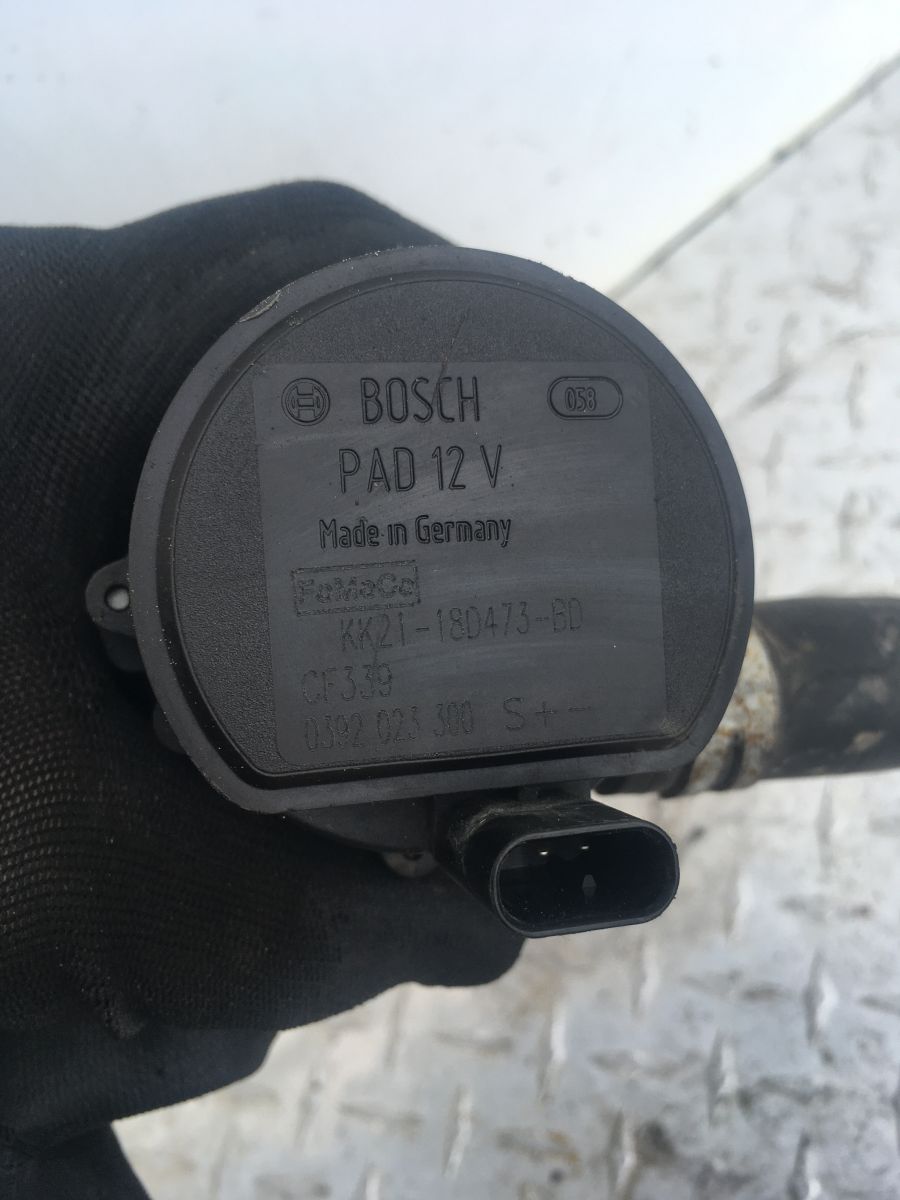 BOSCH 058
PAD 12 V
Made in Germany
FoMoCo
KK21-18D473-BD
CF339
0392 023 300 S + -